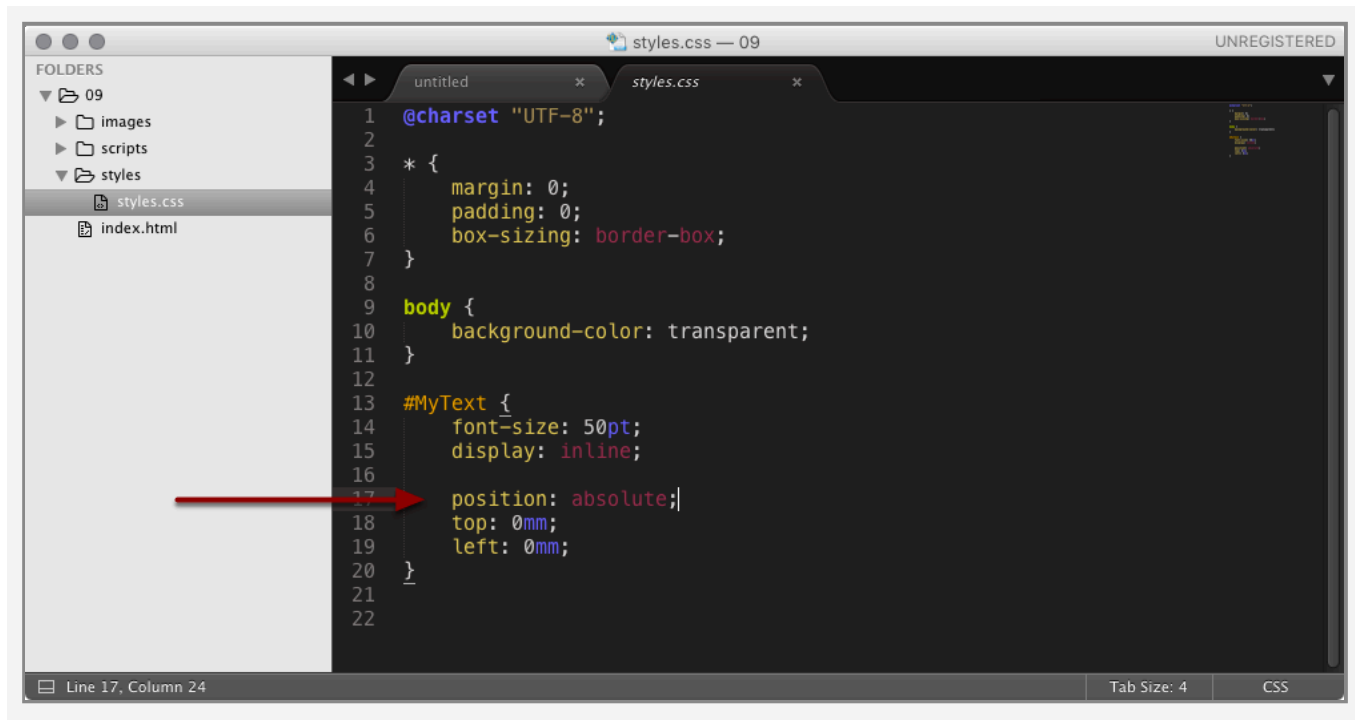 styles.css — 09
UNREGISTERED
FOLDERS
09
images
scripts
styles
styles.css
index.html
untitled × styles.css ×
1 @charset "UTF-8";
2
3 * {
4 margin: 0;
5 padding: 0;
6 box-sizing: border-box;
7 }
8
9 body {
10 background-color: transparent;
11 }
12
13 #MyText {
14 font-size: 50pt;
15 display: inline;
16
17 position: absolute;
18 top: 0mm;
19 left: 0mm;
20 }
21
22
Line 17, Column 24
Tab Size: 4
CSS